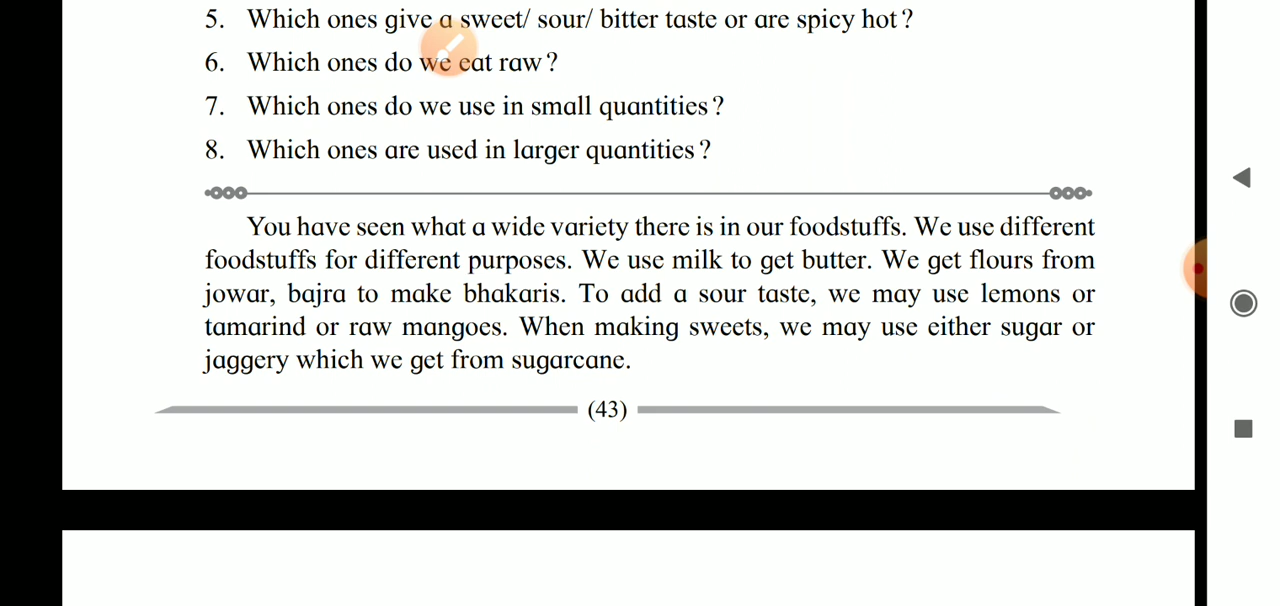 5. Which ones give a sweet/ sour/ bitter taste or are spicy hot?
6. Which ones do we eat raw?
7. Which ones do we use in small quantities?
8. Which ones are used in larger quantities?
You have seen what a wide variety there is in our foodstuffs. We use different
foodstuffs for different purposes. We use milk to get butter. We get flours from
jowar, bajra to make bhakaris. To add a sour taste, we may use lemons or
tamarind or raw mangoes. When making sweets, we may use either sugar or
jaggery which we get from sugarcane.
(43)